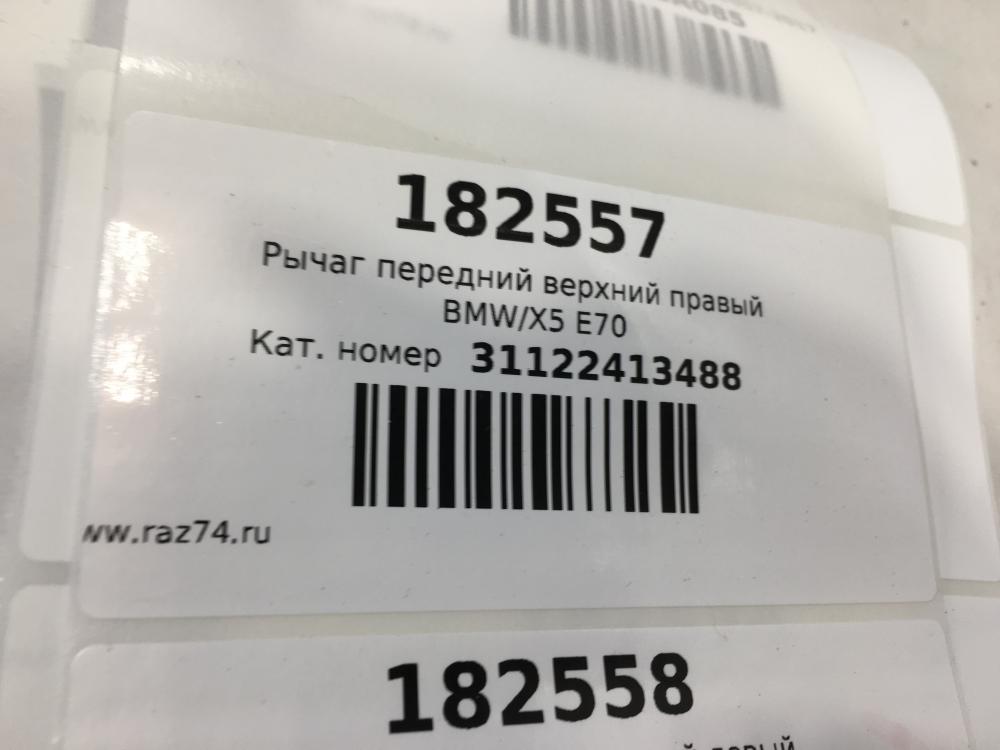 182557
Рычаг передний верхний правый
BMW/X5 E70
Кат. номер 31122413488
ww.raz74.ru
182558